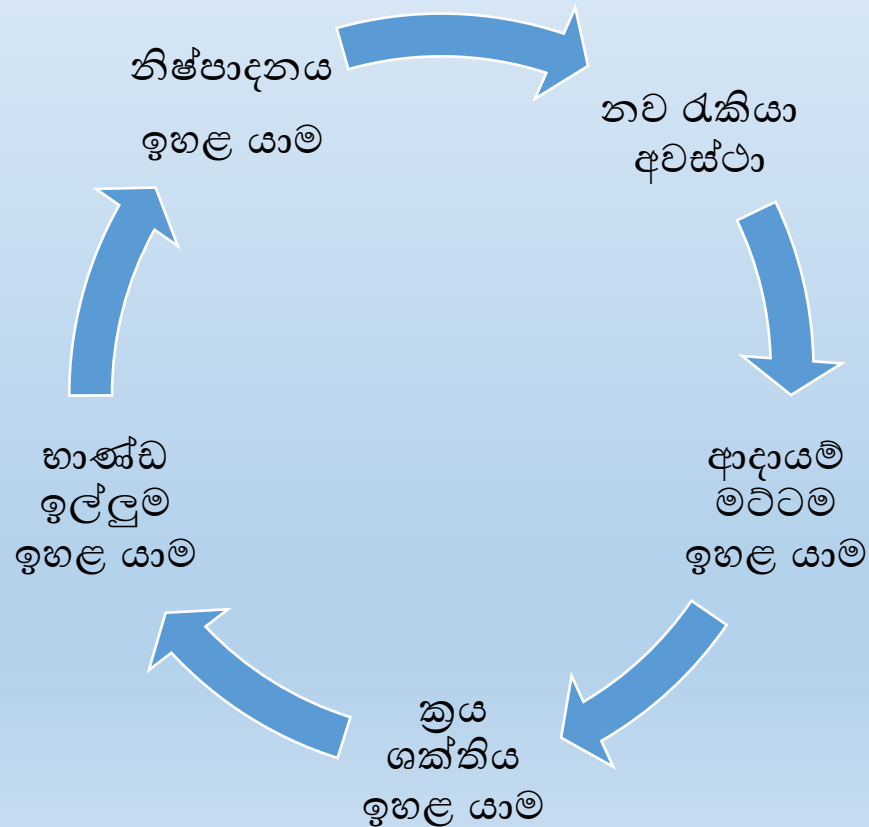 නිෂ්පාදනය
ඉහළ යාම
නව රැකියා
අවස්ථා
ආදායම්
මට්ටම
ඉහළ යාම
ක්‍රය
ශක්තිය
ඉහළ යාම
භාණ්ඩ
ඉල්ලුම
ඉහළ යාම